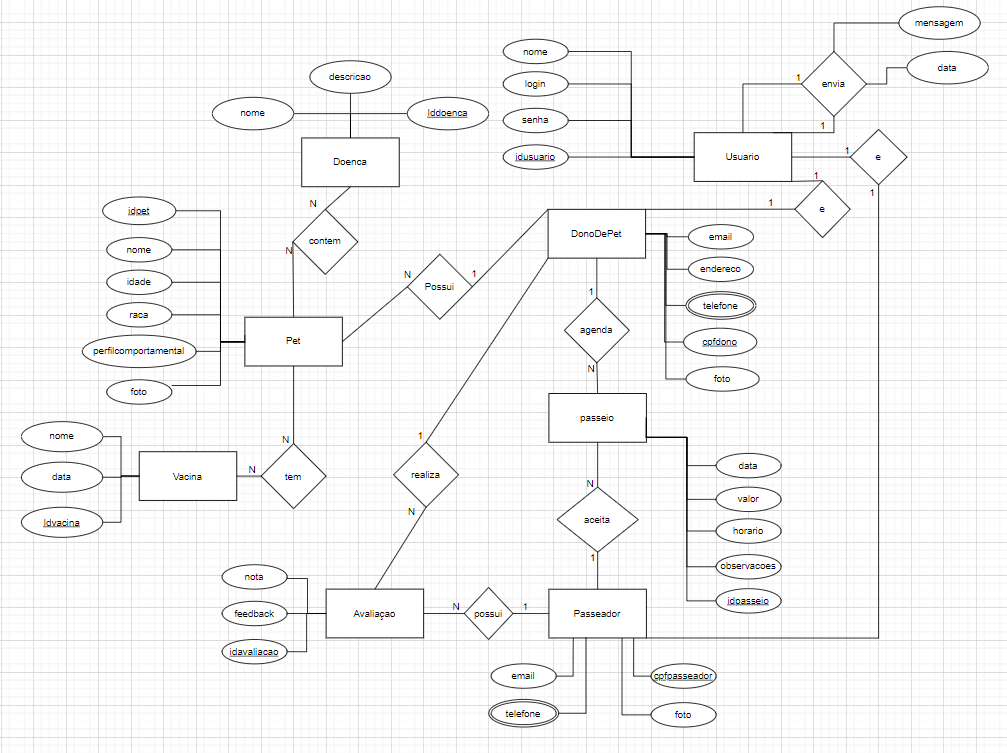 mensagem
nome
data
descricao
login
envia
1
nome
Iddoenca
senha
1
Doenca
idusuario
Usuario
1
e
1
1
N
idpet
1
e
contem
N
nome
DonoDePet
email
N
Possui
1
endereco
idade
1
telefone
raca
agenda
Pet
cpfdono
perfilcomportamental
N
foto
foto
passeio
nome
N
1
data
Vacina
N
tem
realiza
data
N
valor
Idvacina
N
aceita
horario
1
observacoes
nota
idpasseio
feedback
Avaliaçao
N
possui
1
Passeador
idavaliacao
email
cpfpasseador
telefone
foto